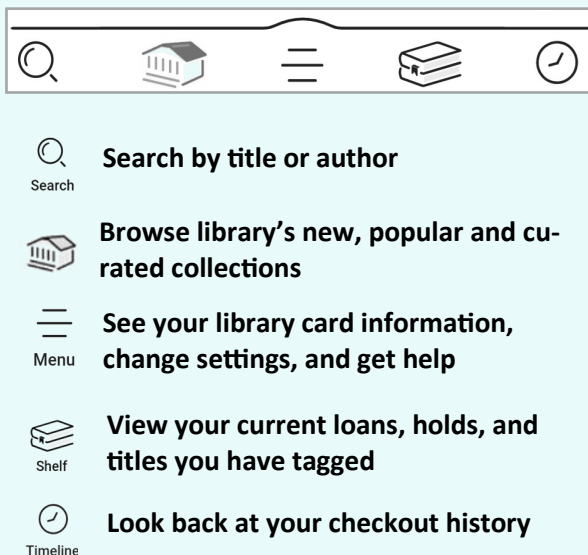 Search by title or author
Search
Browse library’s new, popular and cu-
rated collections
See your library card information,
change settings, and get help
Menu
View your current loans, holds, and
titles you have tagged
Shelf
Look back at your checkout history
Timeline